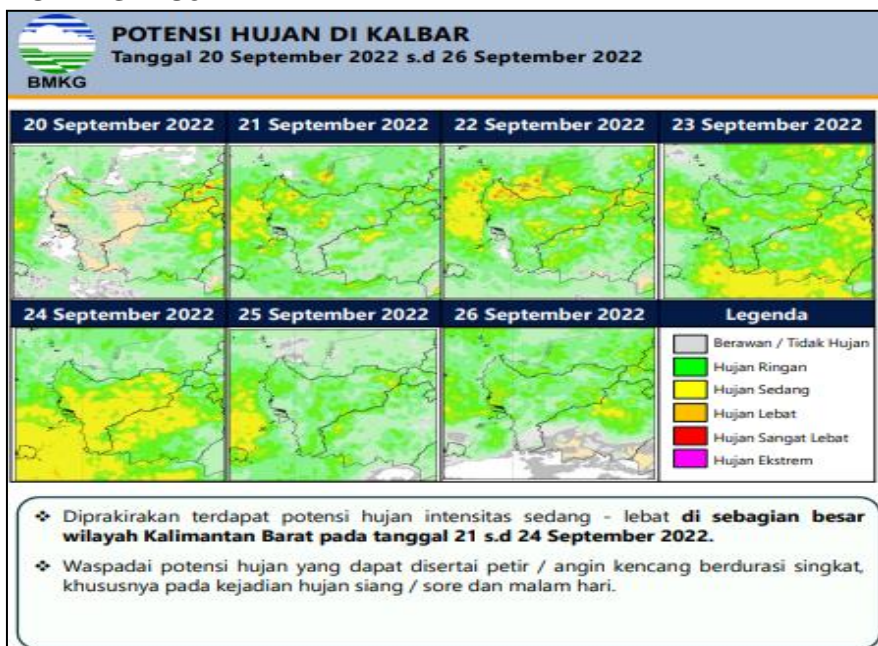 POTENSI HUJAN DI KALBAR
Tanggal 20 September 2022 s.d 26 September 2022
BMKG
20 September 2022 21 September 2022 22 September 2022 23 September 2022
24 September 2022 25 September 2022 26 September 2022 Legenda
Berawan / Tidak Hujan
Hujan Ringan
Hujan Sedang
Hujan Lebat
Hujan Sangat Lebat
Hujan Ekstrem
❖ Diprakirakan terdapat potensi hujan intensitas sedang - lebat di sebagian besar
wilayah Kalimantan Barat pada tanggal 21 s.d 24 September 2022.
❖ Waspadai potensi hujan yang dapat disertai petir / angin kencang berdurasi singkat,
khususnya pada kejadian hujan siang / sore dan malam hari.